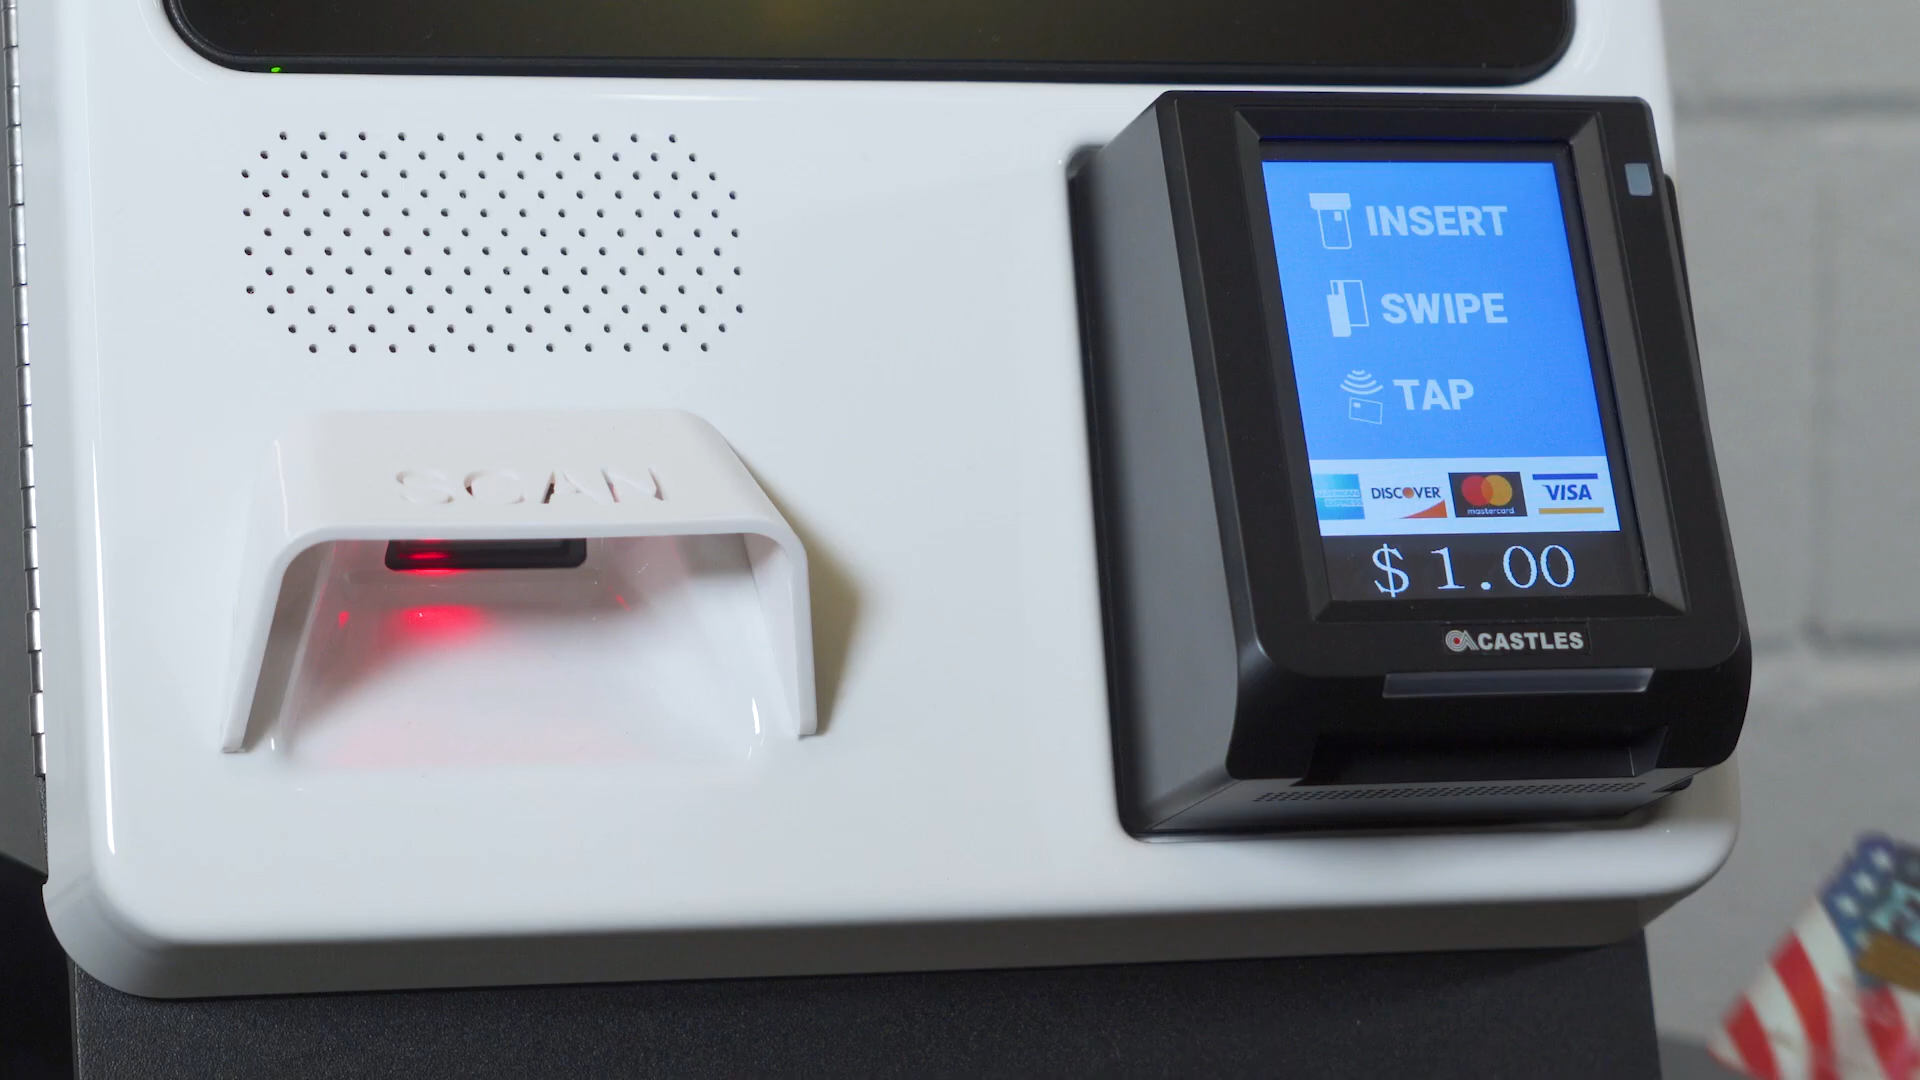 INSERT
SWIPE
TAP
SCAN
AMERICAN EXPRESS
DISCOVER
mastercard
VISA
$ 1.00
CASTLES